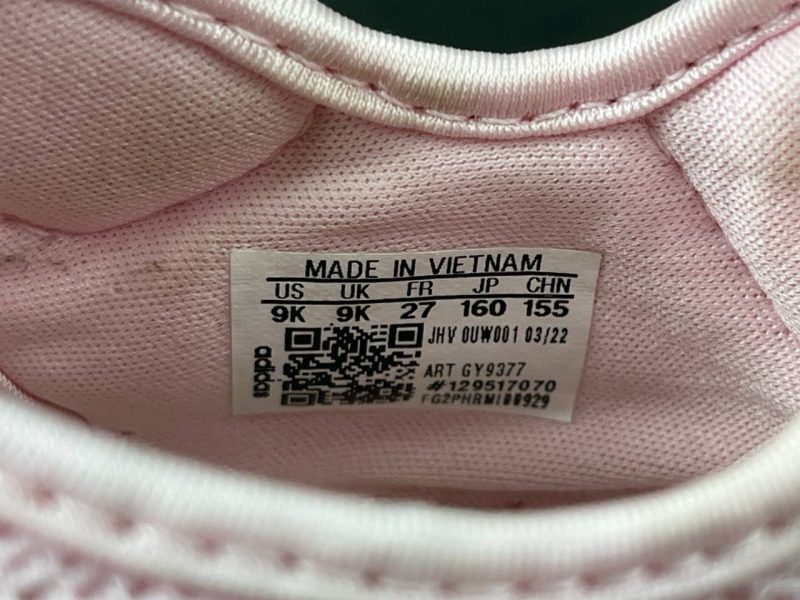 MADE IN VIETNAM
US UK FR JP CHN
9K 9K 27 160 155
adidas
JHV 0UW001 03/22
ART GY9377
#129517070